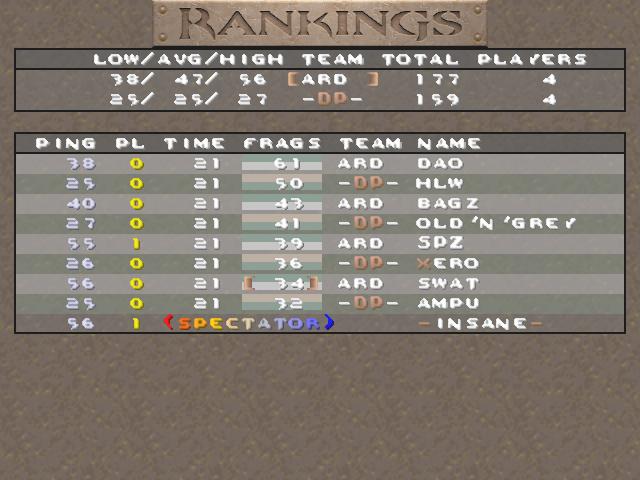 RANKINGS
LOW/AVG/HIGH TEAM TOTAL PLAYERS
38/ 47/ 56 [ARD ] 177 4
25/ 25/ 27 -DP- 159 4
PING PL TIME FRAGS TEAM NAME
38 0 21 61 ARD DAO
25 0 21 50 -DP- HLW
40 0 21 43 ARD BAGZ
27 0 21 41 -DP- OLD 'N 'GREY
55 1 21 39 ARD SPZ
26 0 21 36 -DP- XERO
56 0 21 [ 34 ] ARD SWAT
25 0 21 32 -DP- AMPU
56 1 (SPECTATOR) -INSANE-